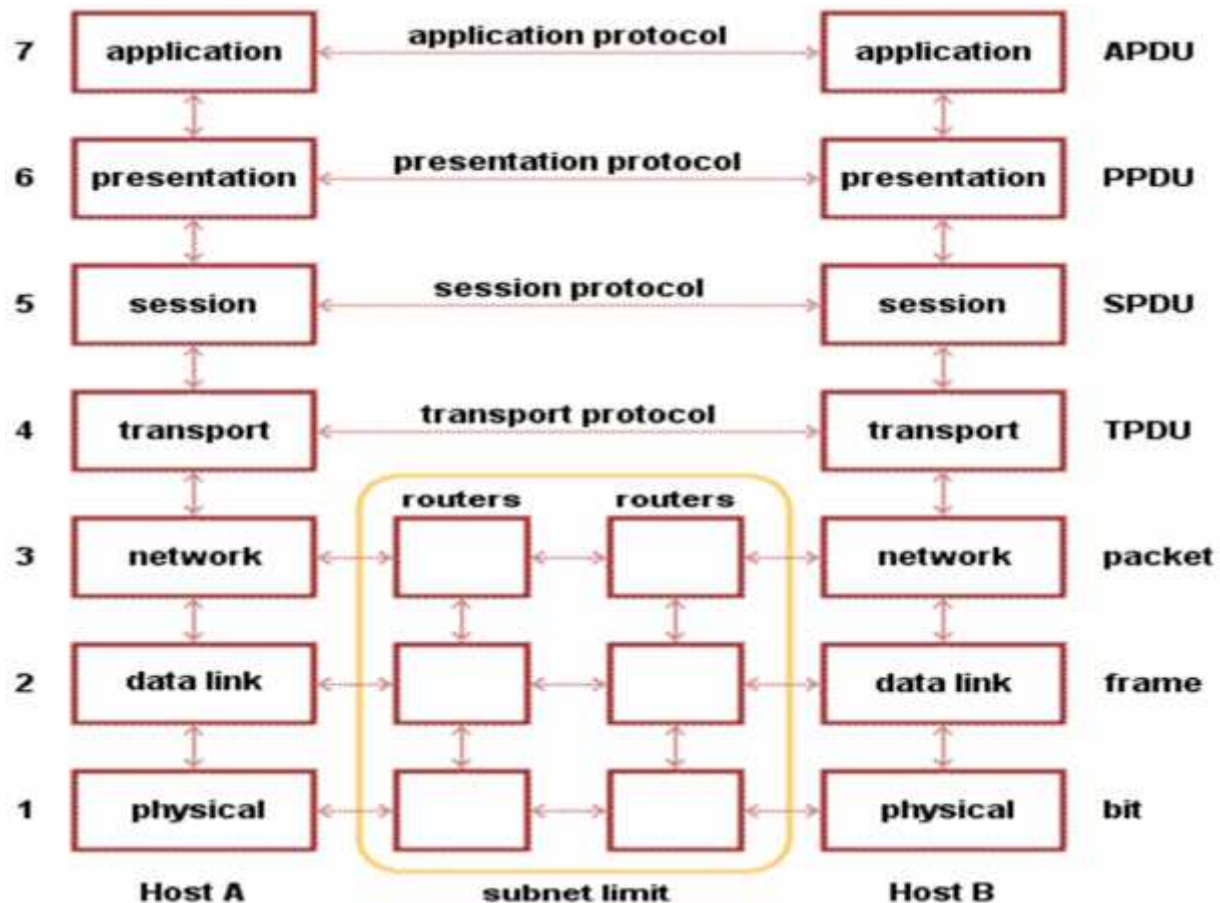 7 application application protocol application APDU
6 presentation presentation protocol presentation PPDU
5 session session protocol session SPDU
4 transport transport protocol transport TPDU
routers routers
3 network network packet
2 data link data link frame
1 physical physical bit
Host A subnet limit Host B